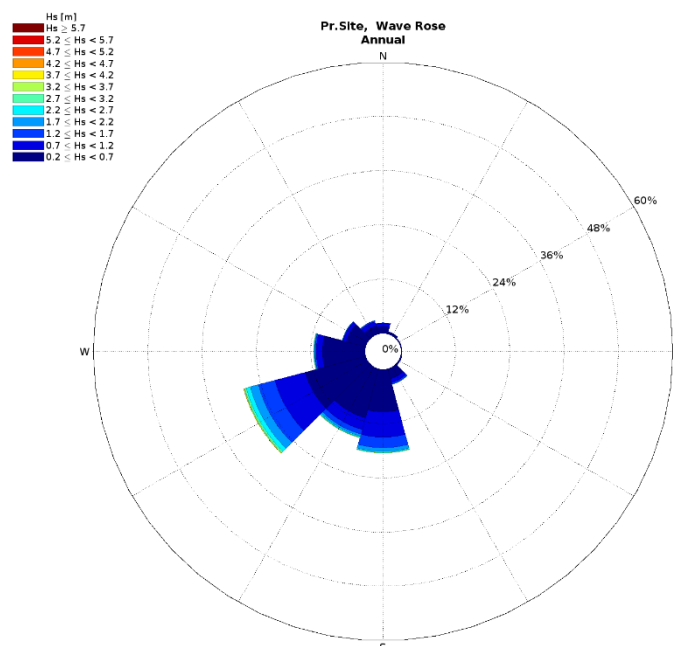 Hs [m]
Hs ≥ 5.7
5.2 ≤ Hs < 5.7
4.7 ≤ Hs < 5.2
4.2 ≤ Hs < 4.7
3.7 ≤ Hs < 4.2
3.2 ≤ Hs < 3.7
2.7 ≤ Hs < 3.2
2.2 ≤ Hs < 2.7
1.7 ≤ Hs < 2.2
1.2 ≤ Hs < 1.7
0.7 ≤ Hs < 1.2
0.2 ≤ Hs < 0.7
Pr.Site, Wave Rose
Annual
N
60%
48%
36%
24%
12%
0%
W